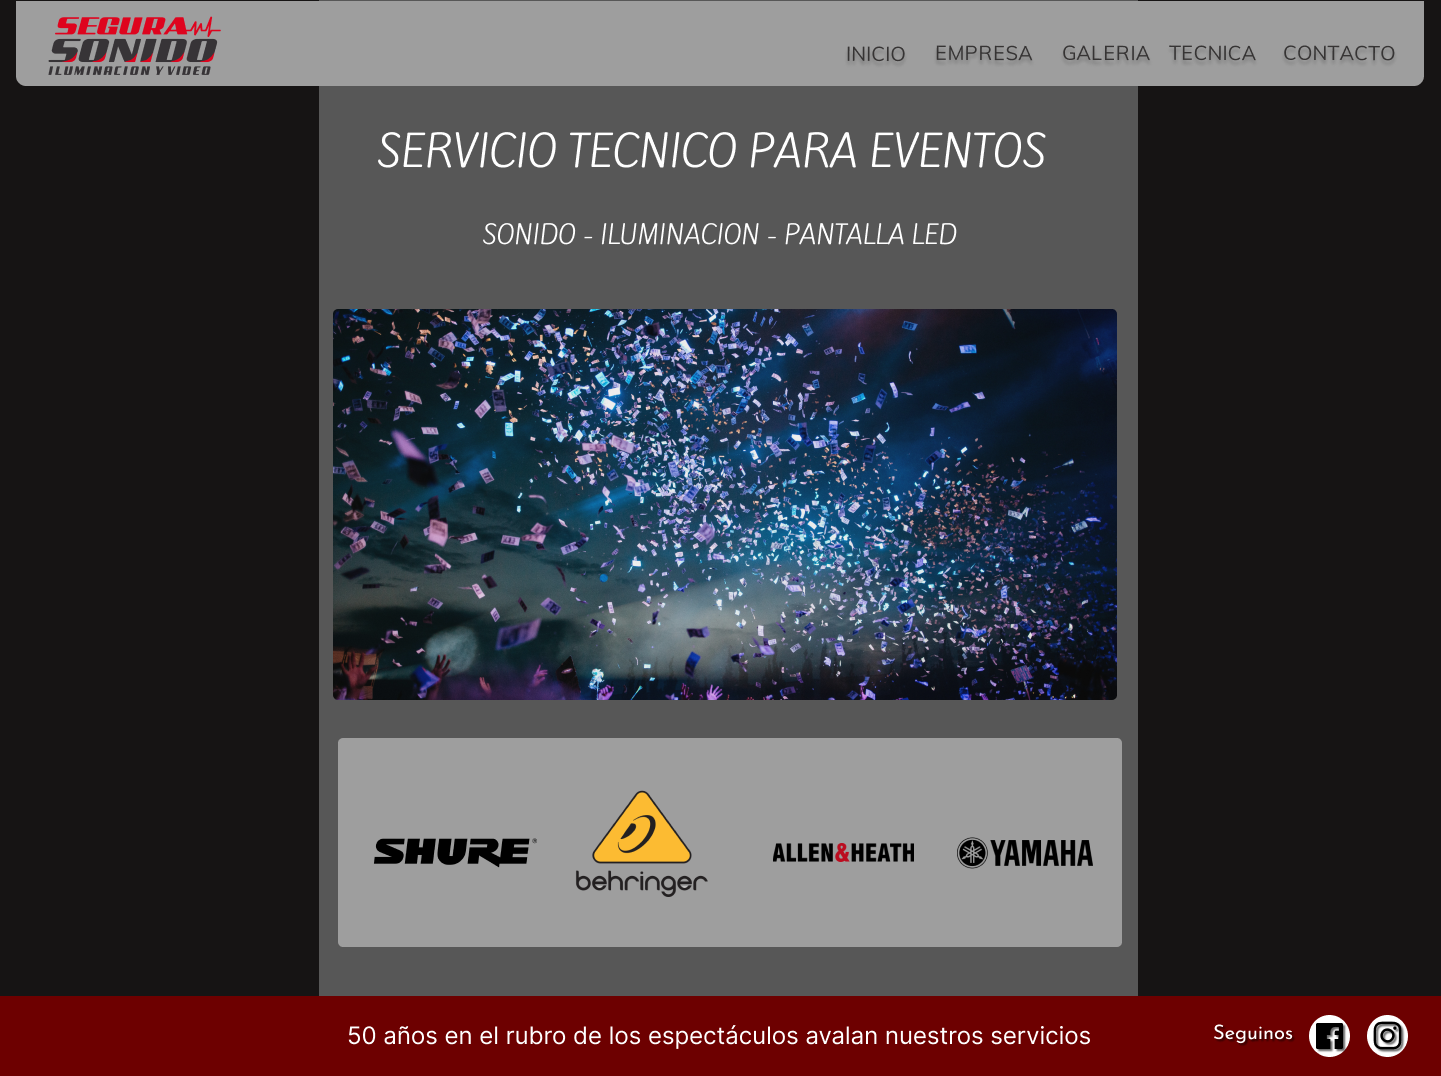 SEGURA
SONIDO
ILUMINACION Y VIDEO
INICIO EMPRESA GALERIA TECNICA CONTACTO
SERVICIO TECNICO PARA EVENTOS
SONIDO - ILUMINACION - PANTALLA LED
SHURE®
behringer
ALLEN&HEATH
YAMAHA
50 años en el rubro de los espectáculos avalan nuestros servicios
Seguinos